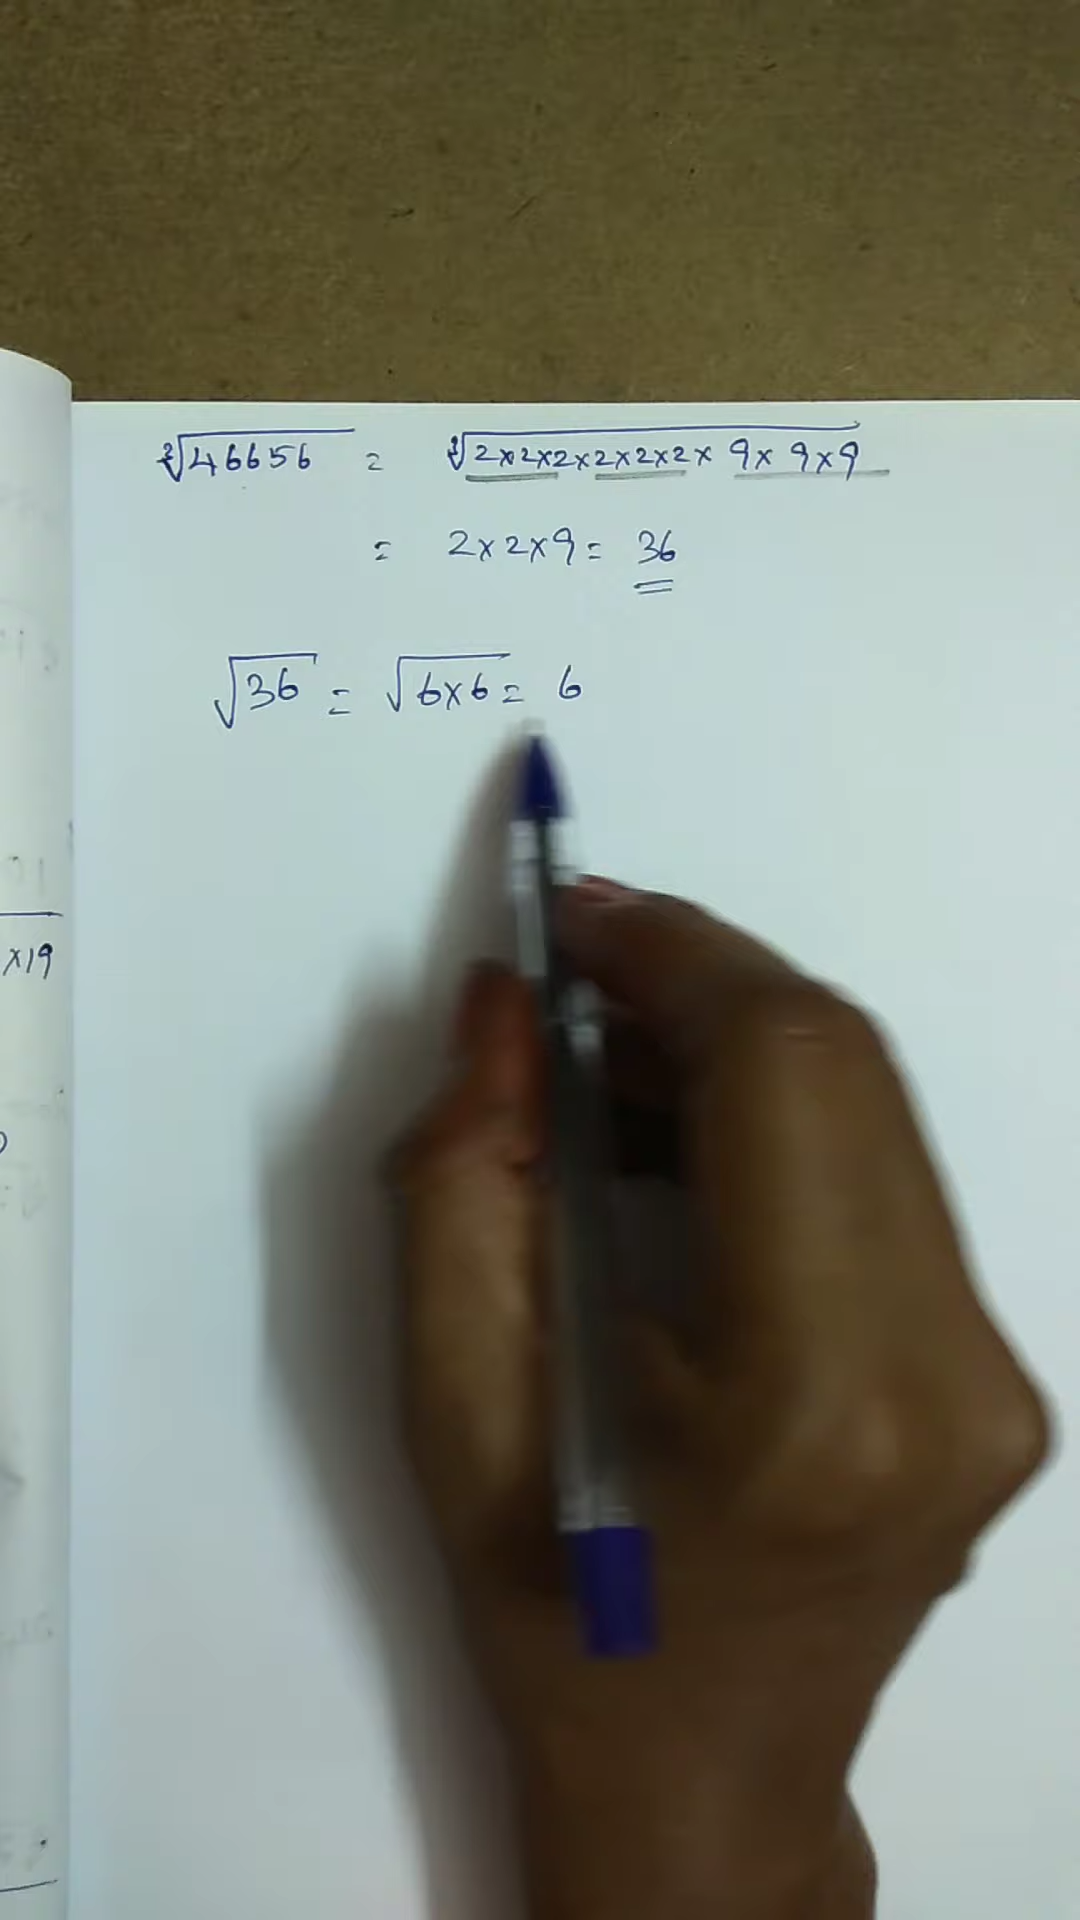 ∛46656 = ∛2×2×2×2×2×2× 9× 9×9
= 2×2×9 = 36
√36 = √6×6 = 6
×19